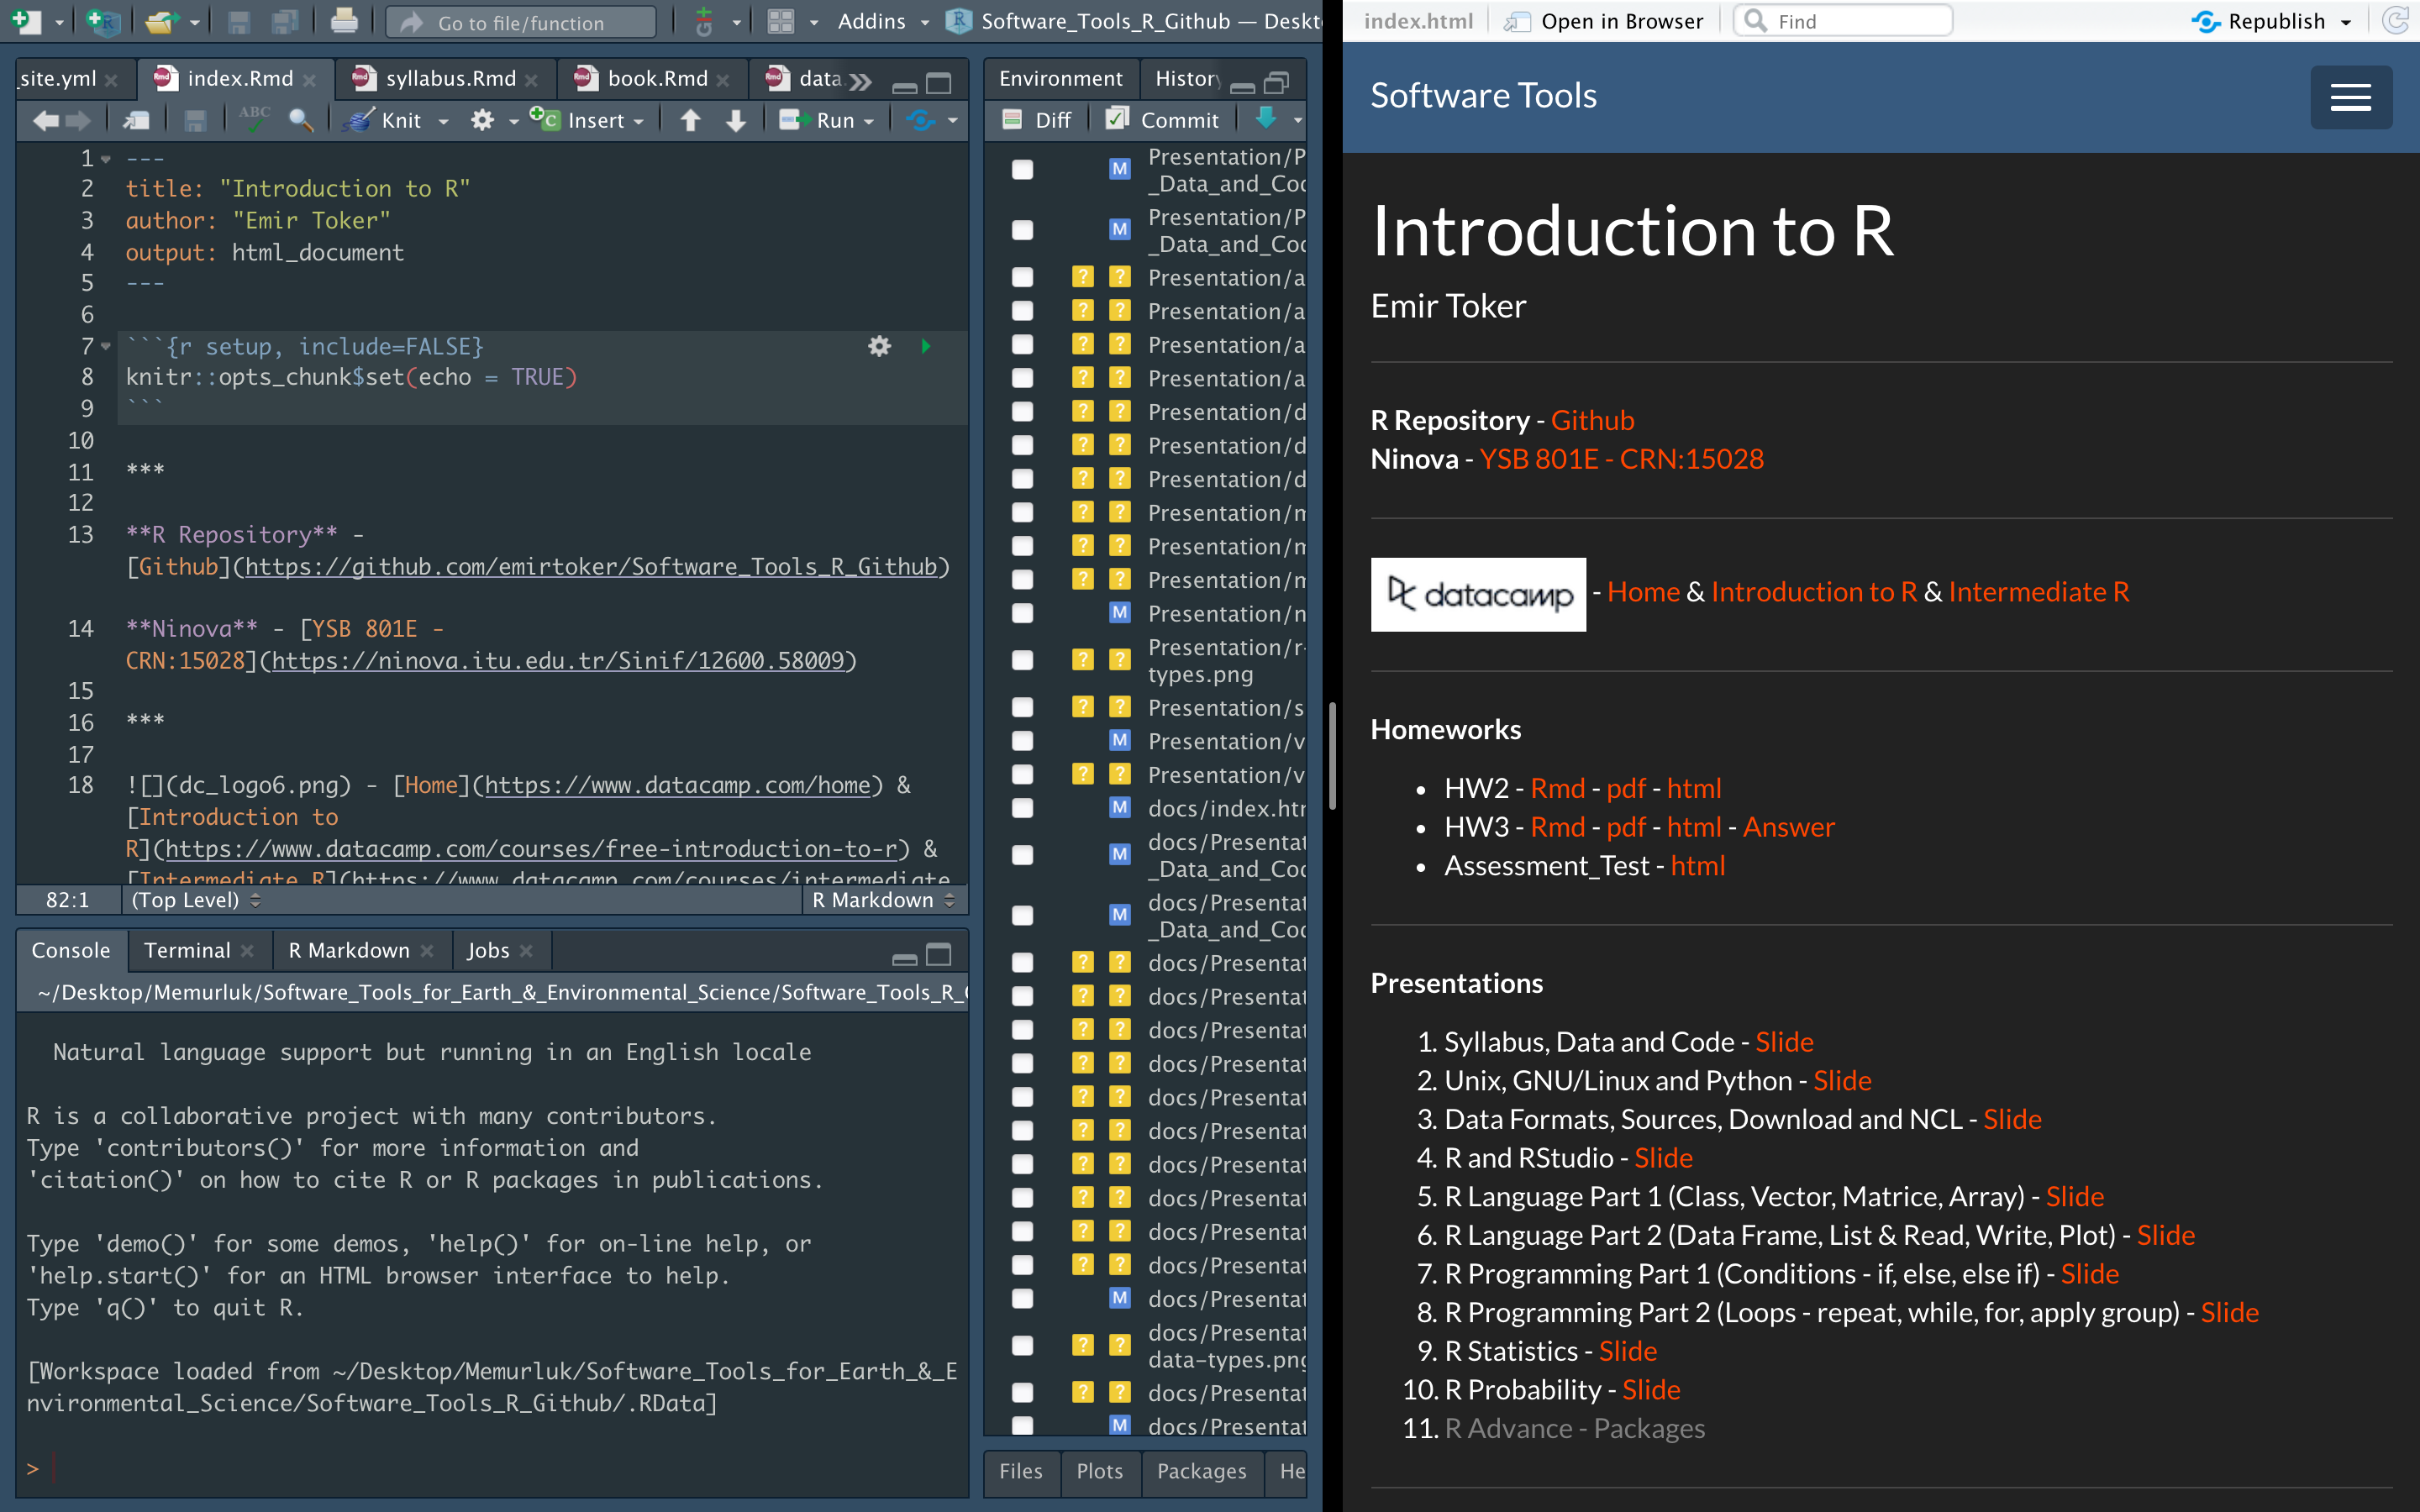 Go to file/function
Addins
Software_Tools_R_Github — Deskt
_site.yml
index.Rmd
syllabus.Rmd
book.Rmd
data
ABC
Knit
Insert
Run
1 ---
2 title: "Introduction to R"
3 author: "Emir Toker"
4 output: html_document
5 ---
6
7 ```{r setup, include=FALSE}
8 knitr::opts_chunk$set(echo = TRUE)
9 ```
10
11 ***
12
13 **R Repository** -
[Github](https://github.com/emirtoker/Software_Tools_R_Github)
14 **Ninova** - [YSB 801E -
CRN:15028](https://ninova.itu.edu.tr/Sinif/12600.58009)
15
16 ***
17
18 ![](dc_logo6.png) - [Home](https://www.datacamp.com/home) &
[Introduction to
R](https://www.datacamp.com/courses/free-introduction-to-r) &
[Intermediate R](https://www.datacamp.com/courses/intermediate
82:1 (Top Level) R Markdown
Console Terminal R Markdown Jobs
~/Desktop/Memurluk/Software_Tools_for_Earth_&_Environmental_Science/Software_Tools_R_
Natural language support but running in an English locale
R is a collaborative project with many contributors.
Type 'contributors()' for more information and
'citation()' on how to cite R or R packages in publications.
Type 'demo()' for some demos, 'help()' for on-line help, or
'help.start()' for an HTML browser interface to help.
Type 'q()' to quit R.
[Workspace loaded from ~/Desktop/Memurluk/Software_Tools_for_Earth_&_E
nvironmental_Science/Software_Tools_R_Github/.RData]
>
Environment History
Diff Commit
M Presentation/P
_Data_and_Cod
M Presentation/P
_Data_and_Cod
? ? Presentation/a
? ? Presentation/a
? ? Presentation/a
? ? Presentation/a
? ? Presentation/d
? ? Presentation/d
? ? Presentation/d
? ? Presentation/m
? ? Presentation/m
? ? Presentation/m
M Presentation/n
? ? Presentation/r-
types.png
? ? Presentation/s
M Presentation/v
? ? Presentation/v
M docs/index.htm
M docs/Presentat
_Data_and_Cod
M docs/Presentat
_Data_and_Cod
? ? docs/Presentat
? ? docs/Presentat
? ? docs/Presentat
? ? docs/Presentat
? ? docs/Presentat
? ? docs/Presentat
? ? docs/Presentat
? ? docs/Presentat
? ? docs/Presentat
? ? docs/Presentat
M docs/Presentat
? ? docs/Presentat
data-types.png
? ? docs/Presentat
M docs/Presentat
Files Plots Packages He
index.html Open in Browser Find Republish
Software Tools
Introduction to R
Emir Toker
R Repository - Github
Ninova - YSB 801E - CRN:15028
datacamp - Home & Introduction to R & Intermediate R
Homeworks
• HW2 - Rmd - pdf - html
• HW3 - Rmd - pdf - html - Answer
• Assessment_Test - html
Presentations
1. Syllabus, Data and Code - Slide
2. Unix, GNU/Linux and Python - Slide
3. Data Formats, Sources, Download and NCL - Slide
4. R and RStudio - Slide
5. R Language Part 1 (Class, Vector, Matrice, Array) - Slide
6. R Language Part 2 (Data Frame, List & Read, Write, Plot) - Slide
7. R Programming Part 1 (Conditions - if, else, else if) - Slide
8. R Programming Part 2 (Loops - repeat, while, for, apply group) - Slide
9. R Statistics - Slide
10. R Probability - Slide
11. R Advance - Packages